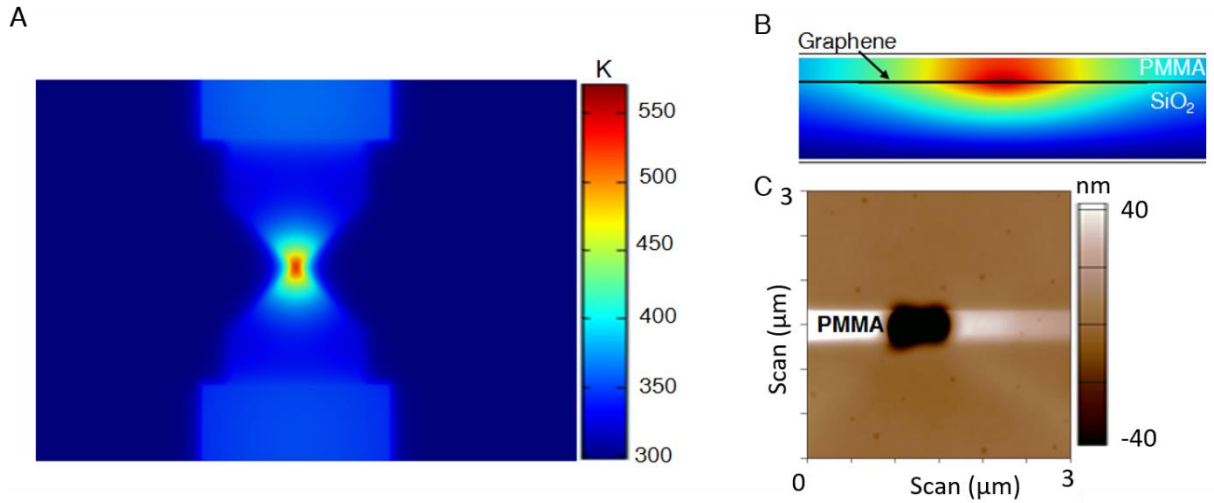 A
K
550
500
450
400
350
300
B
Graphene
PMMA
SiO₂
C
3
nm
40
PMMA
Scan (μm)
-40
0
3
Scan (μm)